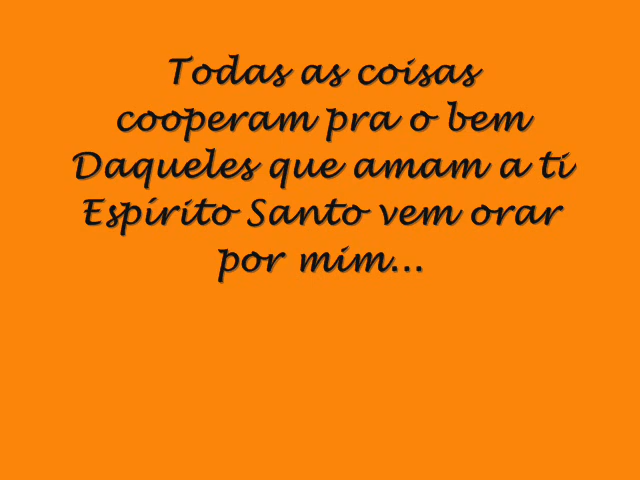 Todas as coisas
cooperam pra o bem
Daqueles que amam a ti
Espírito Santo vem orar
por mim...